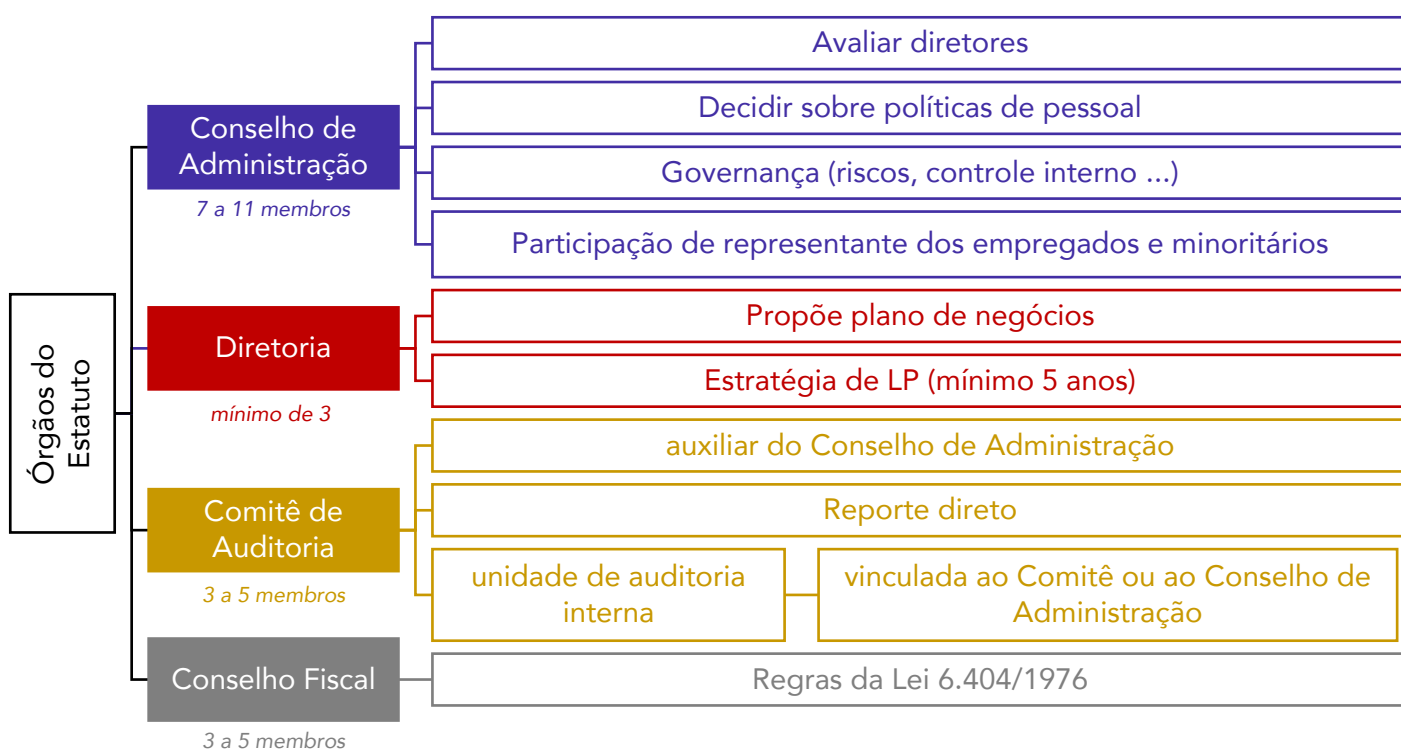 Órgãos do
Estatuto
Conselho de
Administração
7 a 11 membros
Avaliar diretores
Decidir sobre políticas de pessoal
Governança (riscos, controle interno ...)
Participação de representante dos empregados e minoritários
Diretoria
mínimo de 3
Propõe plano de negócios
Estratégia de LP (mínimo 5 anos)
Comitê de
Auditoria
3 a 5 membros
auxiliar do Conselho de Administração
Reporte direto
unidade de auditoria
interna
vinculada ao Comitê ou ao Conselho de
Administração
Conselho Fiscal
3 a 5 membros
Regras da Lei 6.404/1976